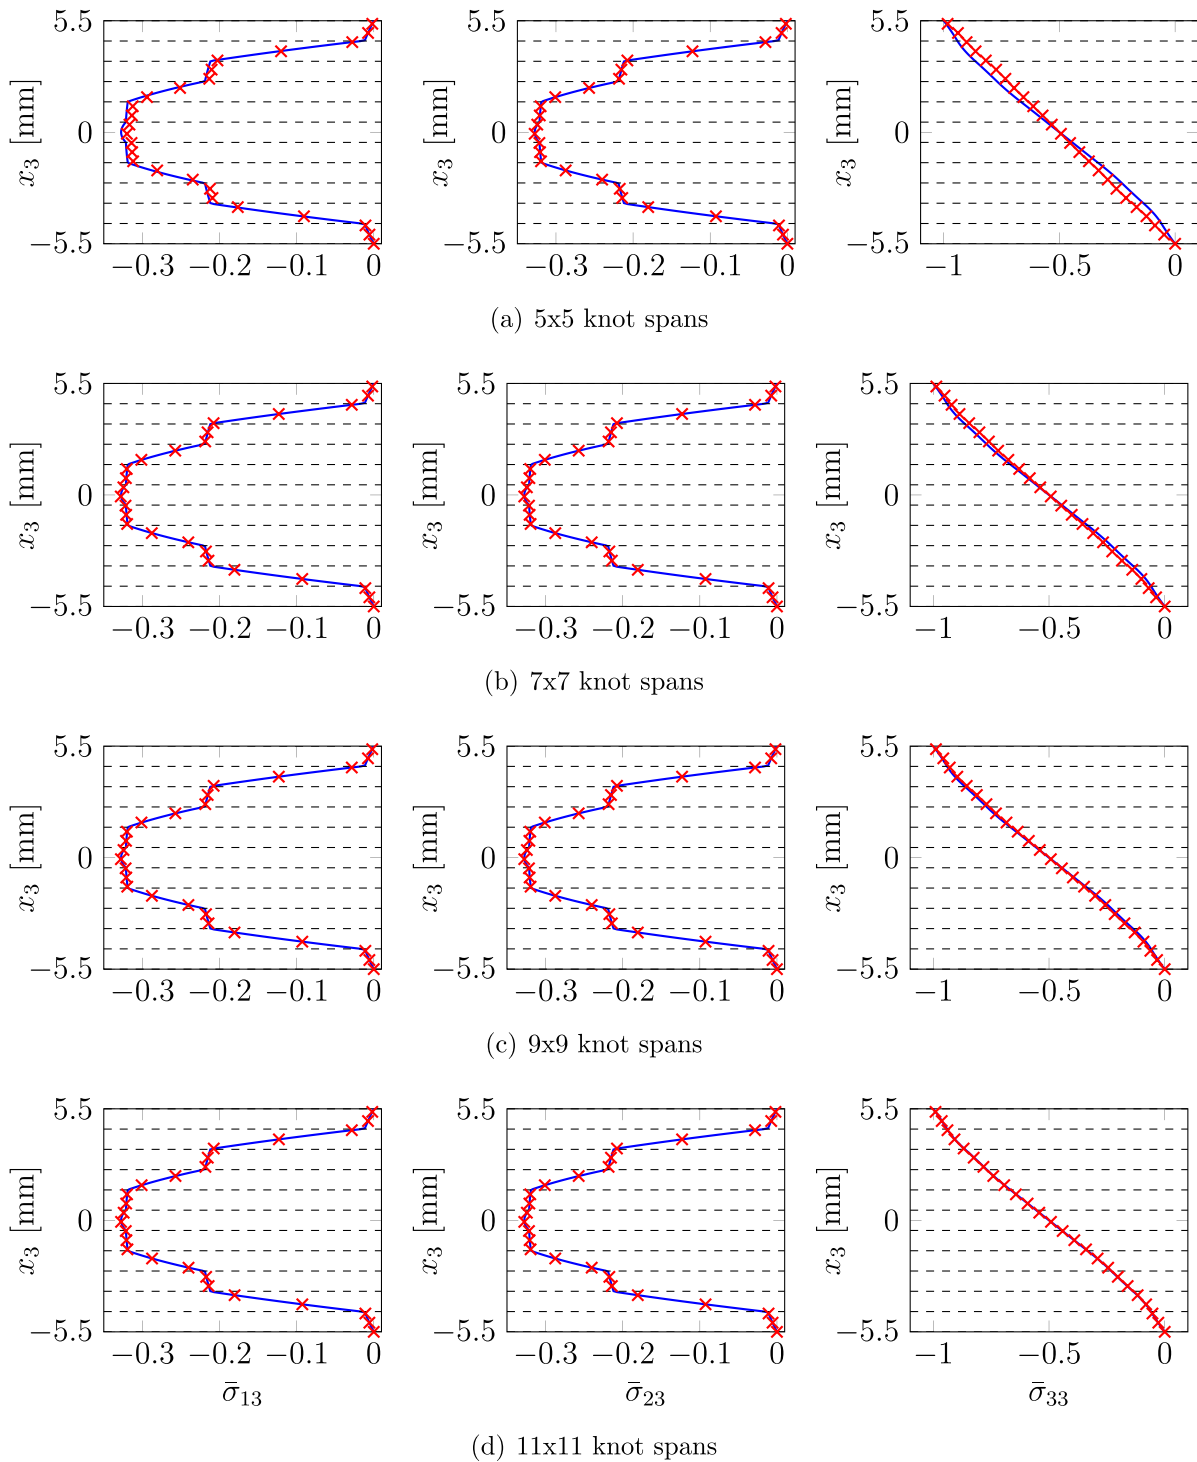 5.5 5.5 5.5
x₃ [mm] 0 x₃ [mm] 0 x₃ [mm] 0
−5.5 −5.5 −5.5
−0.3 −0.2 −0.1 0 −0.3 −0.2 −0.1 0 −1 −0.5 0
(a) 5x5 knot spans
5.5 5.5 5.5
x₃ [mm] 0 x₃ [mm] 0 x₃ [mm] 0
−5.5 −5.5 −5.5
−0.3 −0.2 −0.1 0 −0.3 −0.2 −0.1 0 −1 −0.5 0
(b) 7x7 knot spans
5.5 5.5 5.5
x₃ [mm] 0 x₃ [mm] 0 x₃ [mm] 0
−5.5 −5.5 −5.5
−0.3 −0.2 −0.1 0 −0.3 −0.2 −0.1 0 −1 −0.5 0
(c) 9x9 knot spans
5.5 5.5 5.5
x₃ [mm] 0 x₃ [mm] 0 x₃ [mm] 0
−5.5 −5.5 −5.5
−0.3 −0.2 −0.1 0 −0.3 −0.2 −0.1 0 −1 −0.5 0
σ̄₁₃ σ̄₂₃ σ̄₃₃
(d) 11x11 knot spans